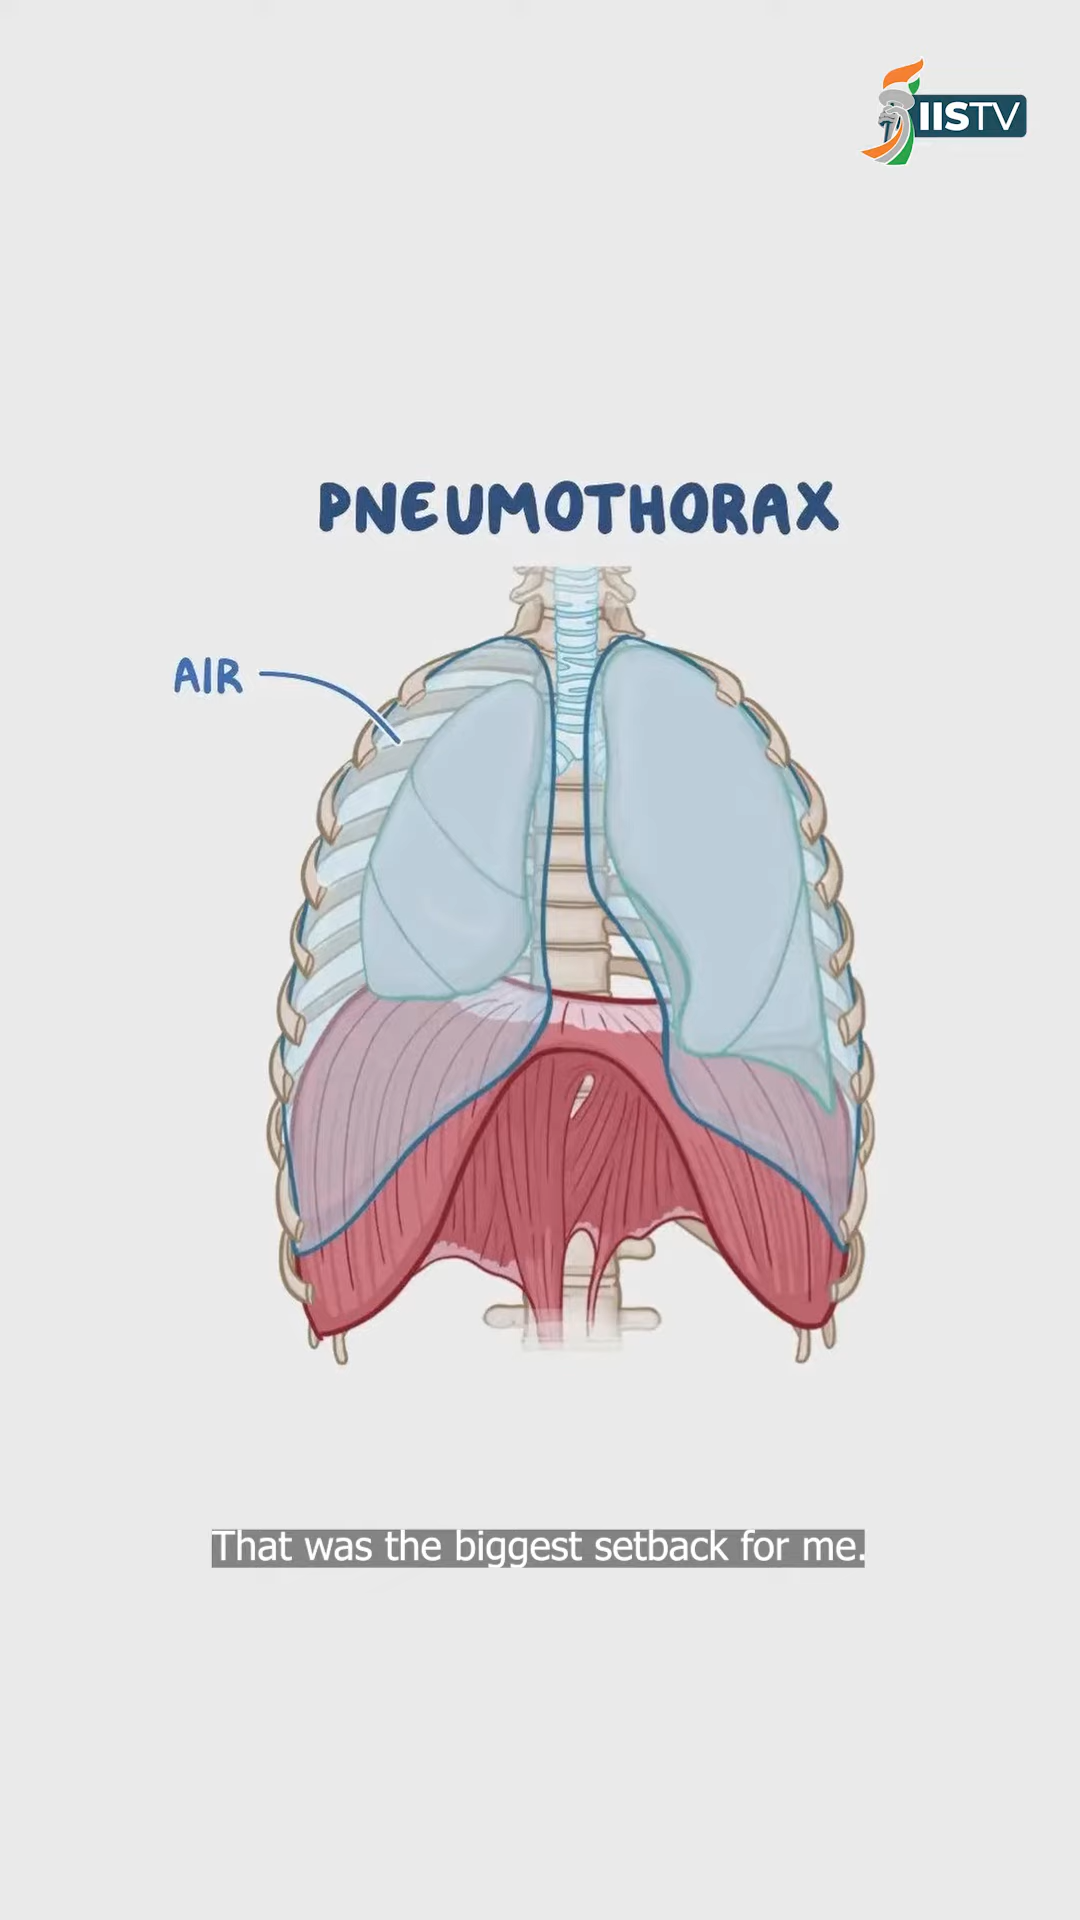 IISTV
PNEUMOTHORAX
AIR
That was the biggest setback for me.